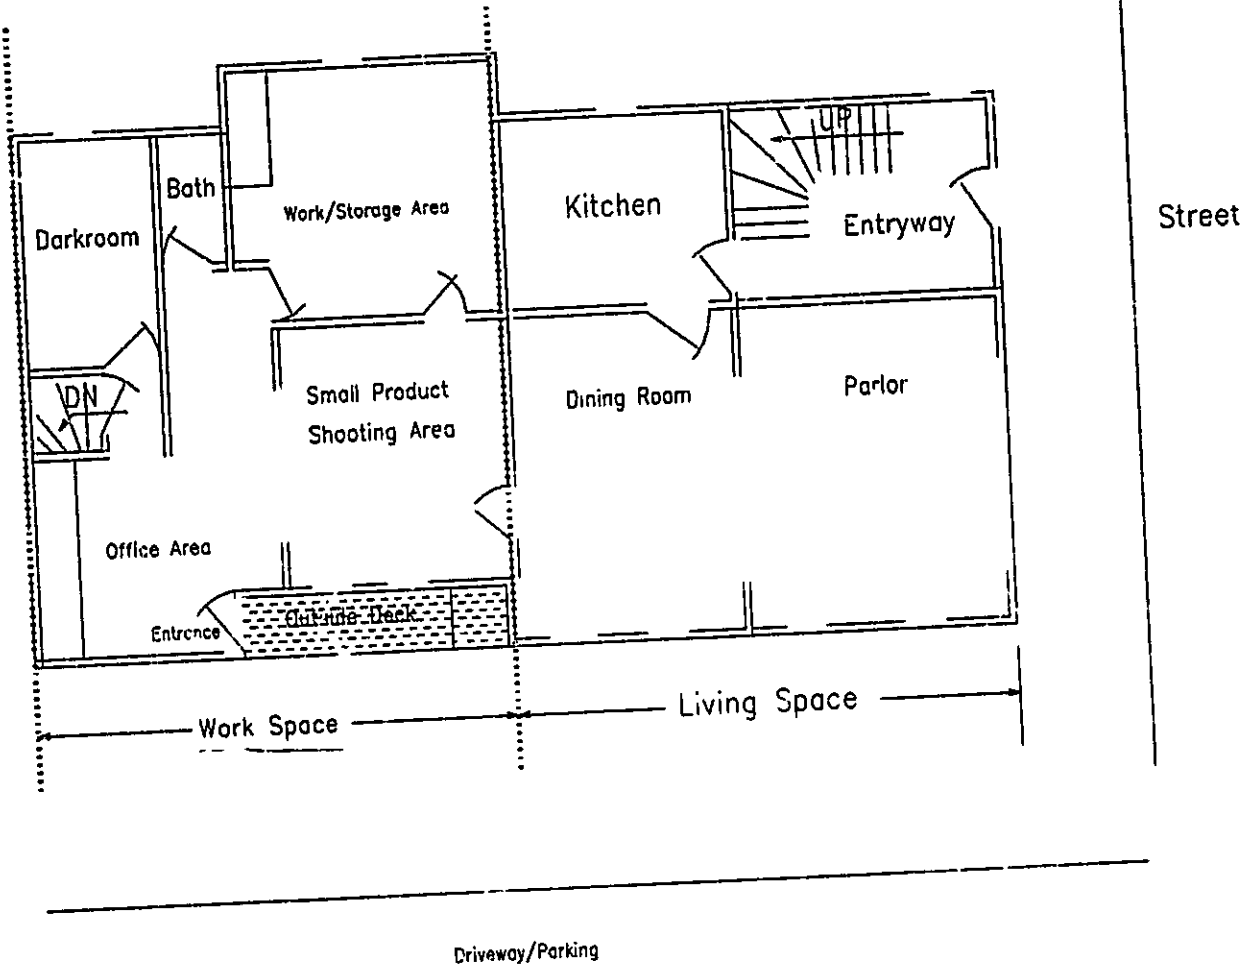 UP
Bath
Work/Storage Area
Kitchen
Street
Darkroom
Entryway
DN
Small Product
Shooting Area
Dining Room
Parlor
Office Area
Outside Deck
Entrance
Work Space
Living Space
Driveway/Parking